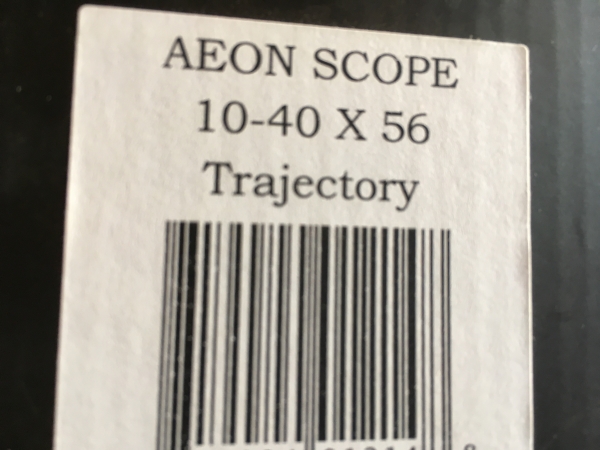 AEON SCOPE
10-40 X 56
Trajectory